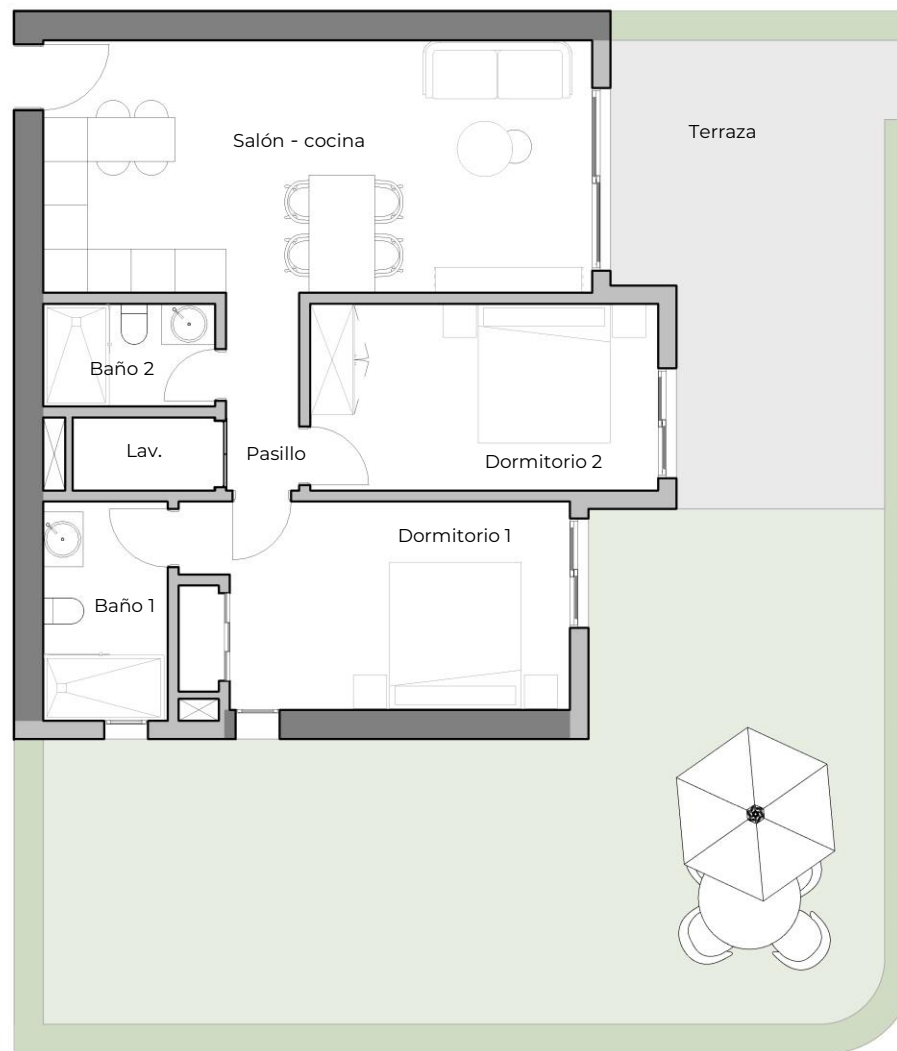 Terraza
Salón - cocina
Baño 2
Lav.
Pasillo
Dormitorio 2
Dormitorio 1
Baño 1